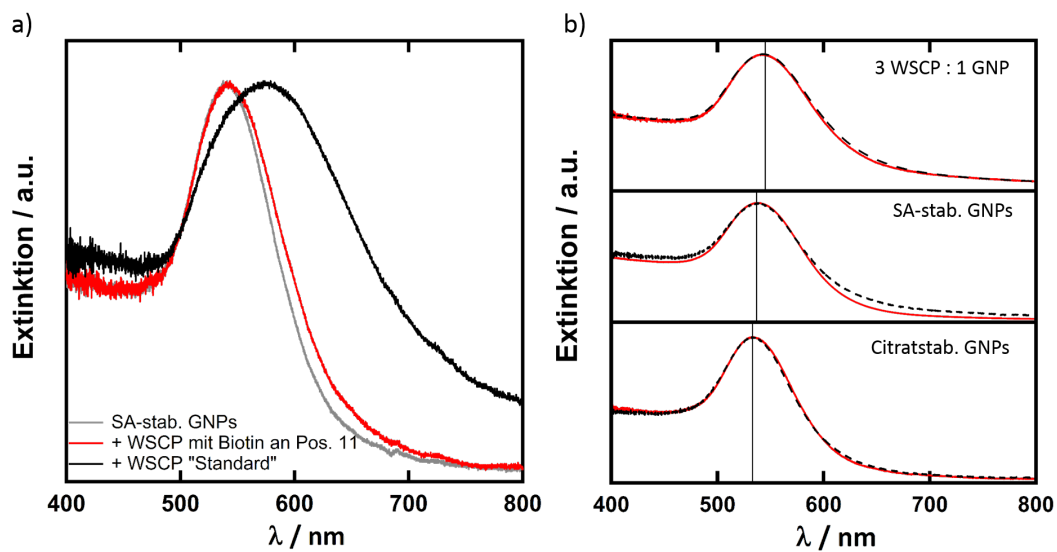 a)
Extinktion / a.u.
SA-stab. GNPs
+ WSCP mit Biotin an Pos. 11
+ WSCP "Standard"
400 500 600 700 800
λ / nm
b)
Extinktion / a.u.
3 WSCP : 1 GNP
SA-stab. GNPs
Citratstab. GNPs
400 500 600 700 800
λ / nm